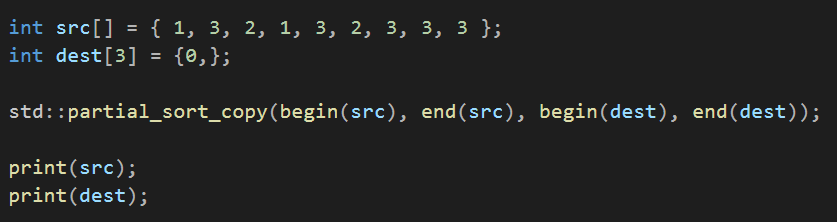 int src[] = { 1, 3, 2, 1, 3, 2, 3, 3, 3 };
int dest[3] = {0,};
std::partial_sort_copy(begin(src), end(src), begin(dest), end(dest));
print(src);
print(dest);